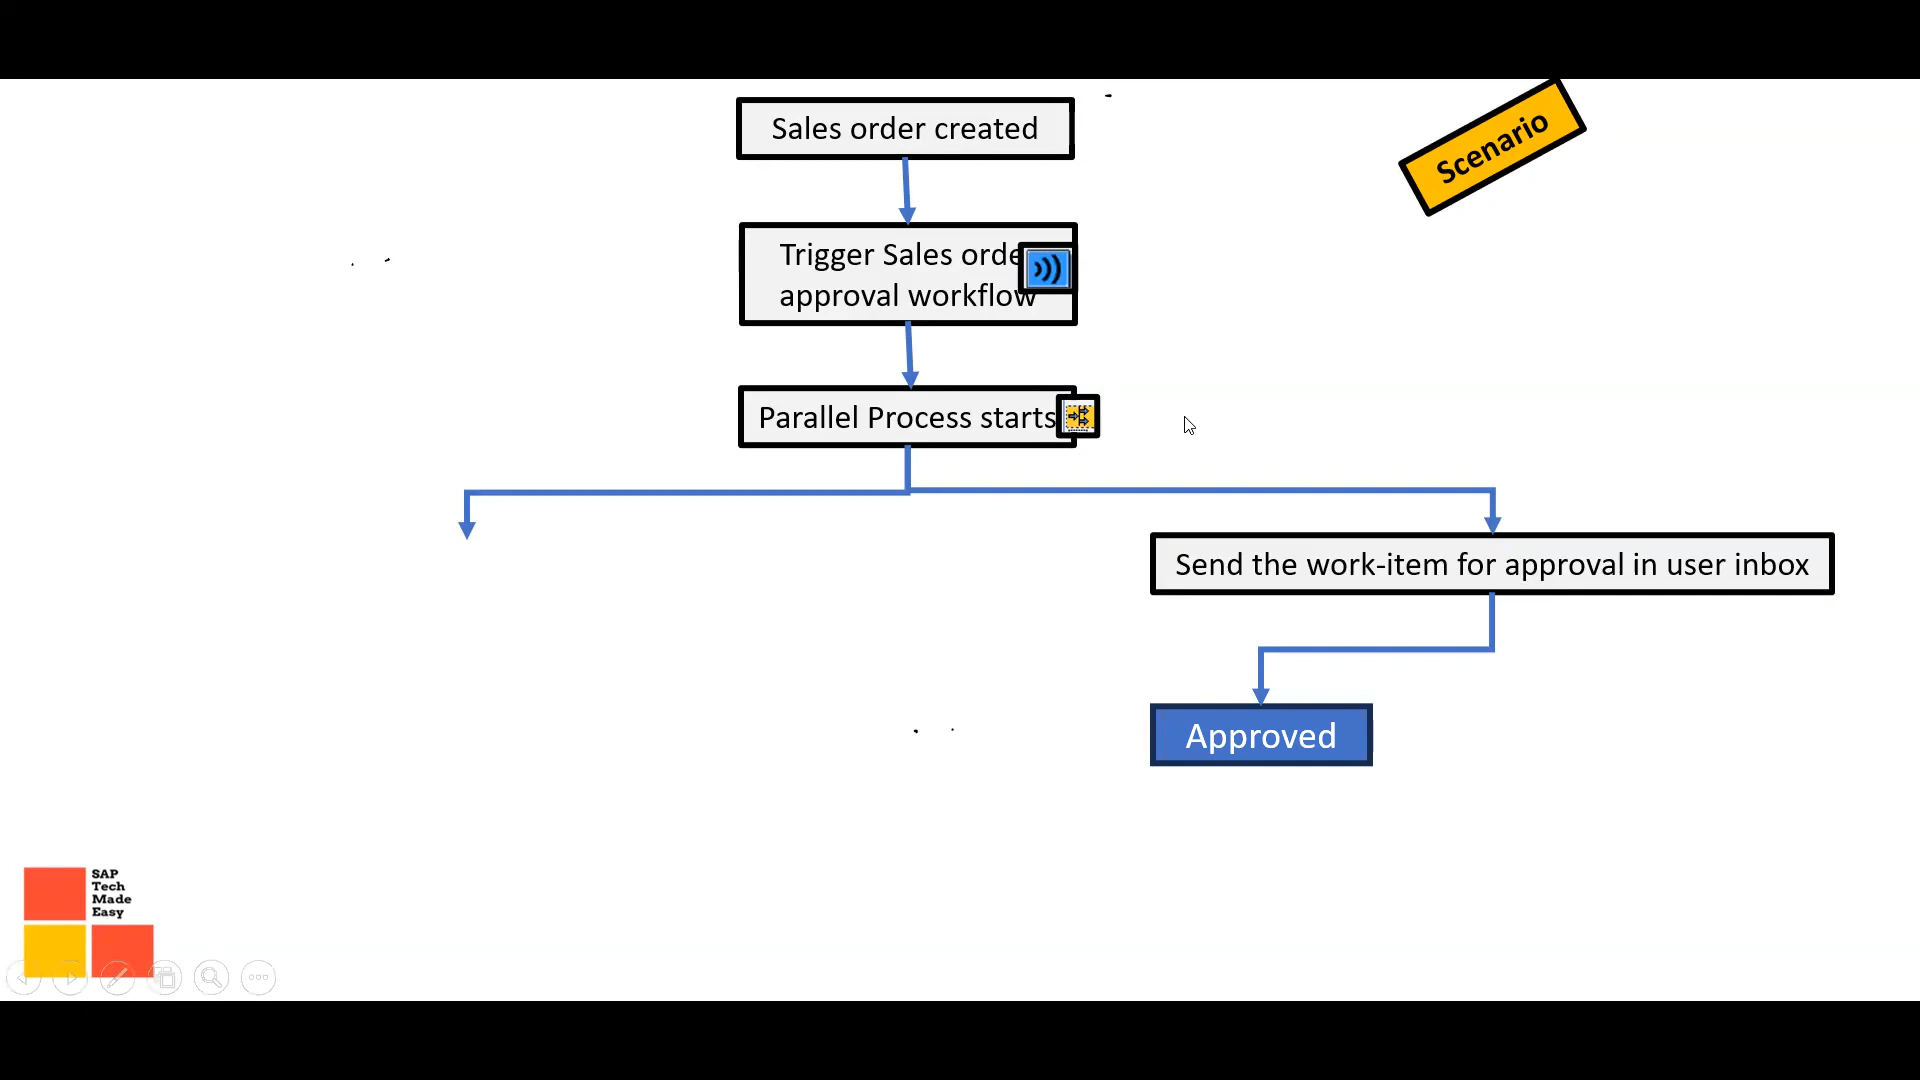 Sales order created
Scenario
Trigger Sales orde
approval workflow
Parallel Process starts
Send the work-item for approval in user inbox
Approved
SAP
Tech
Made
Easy